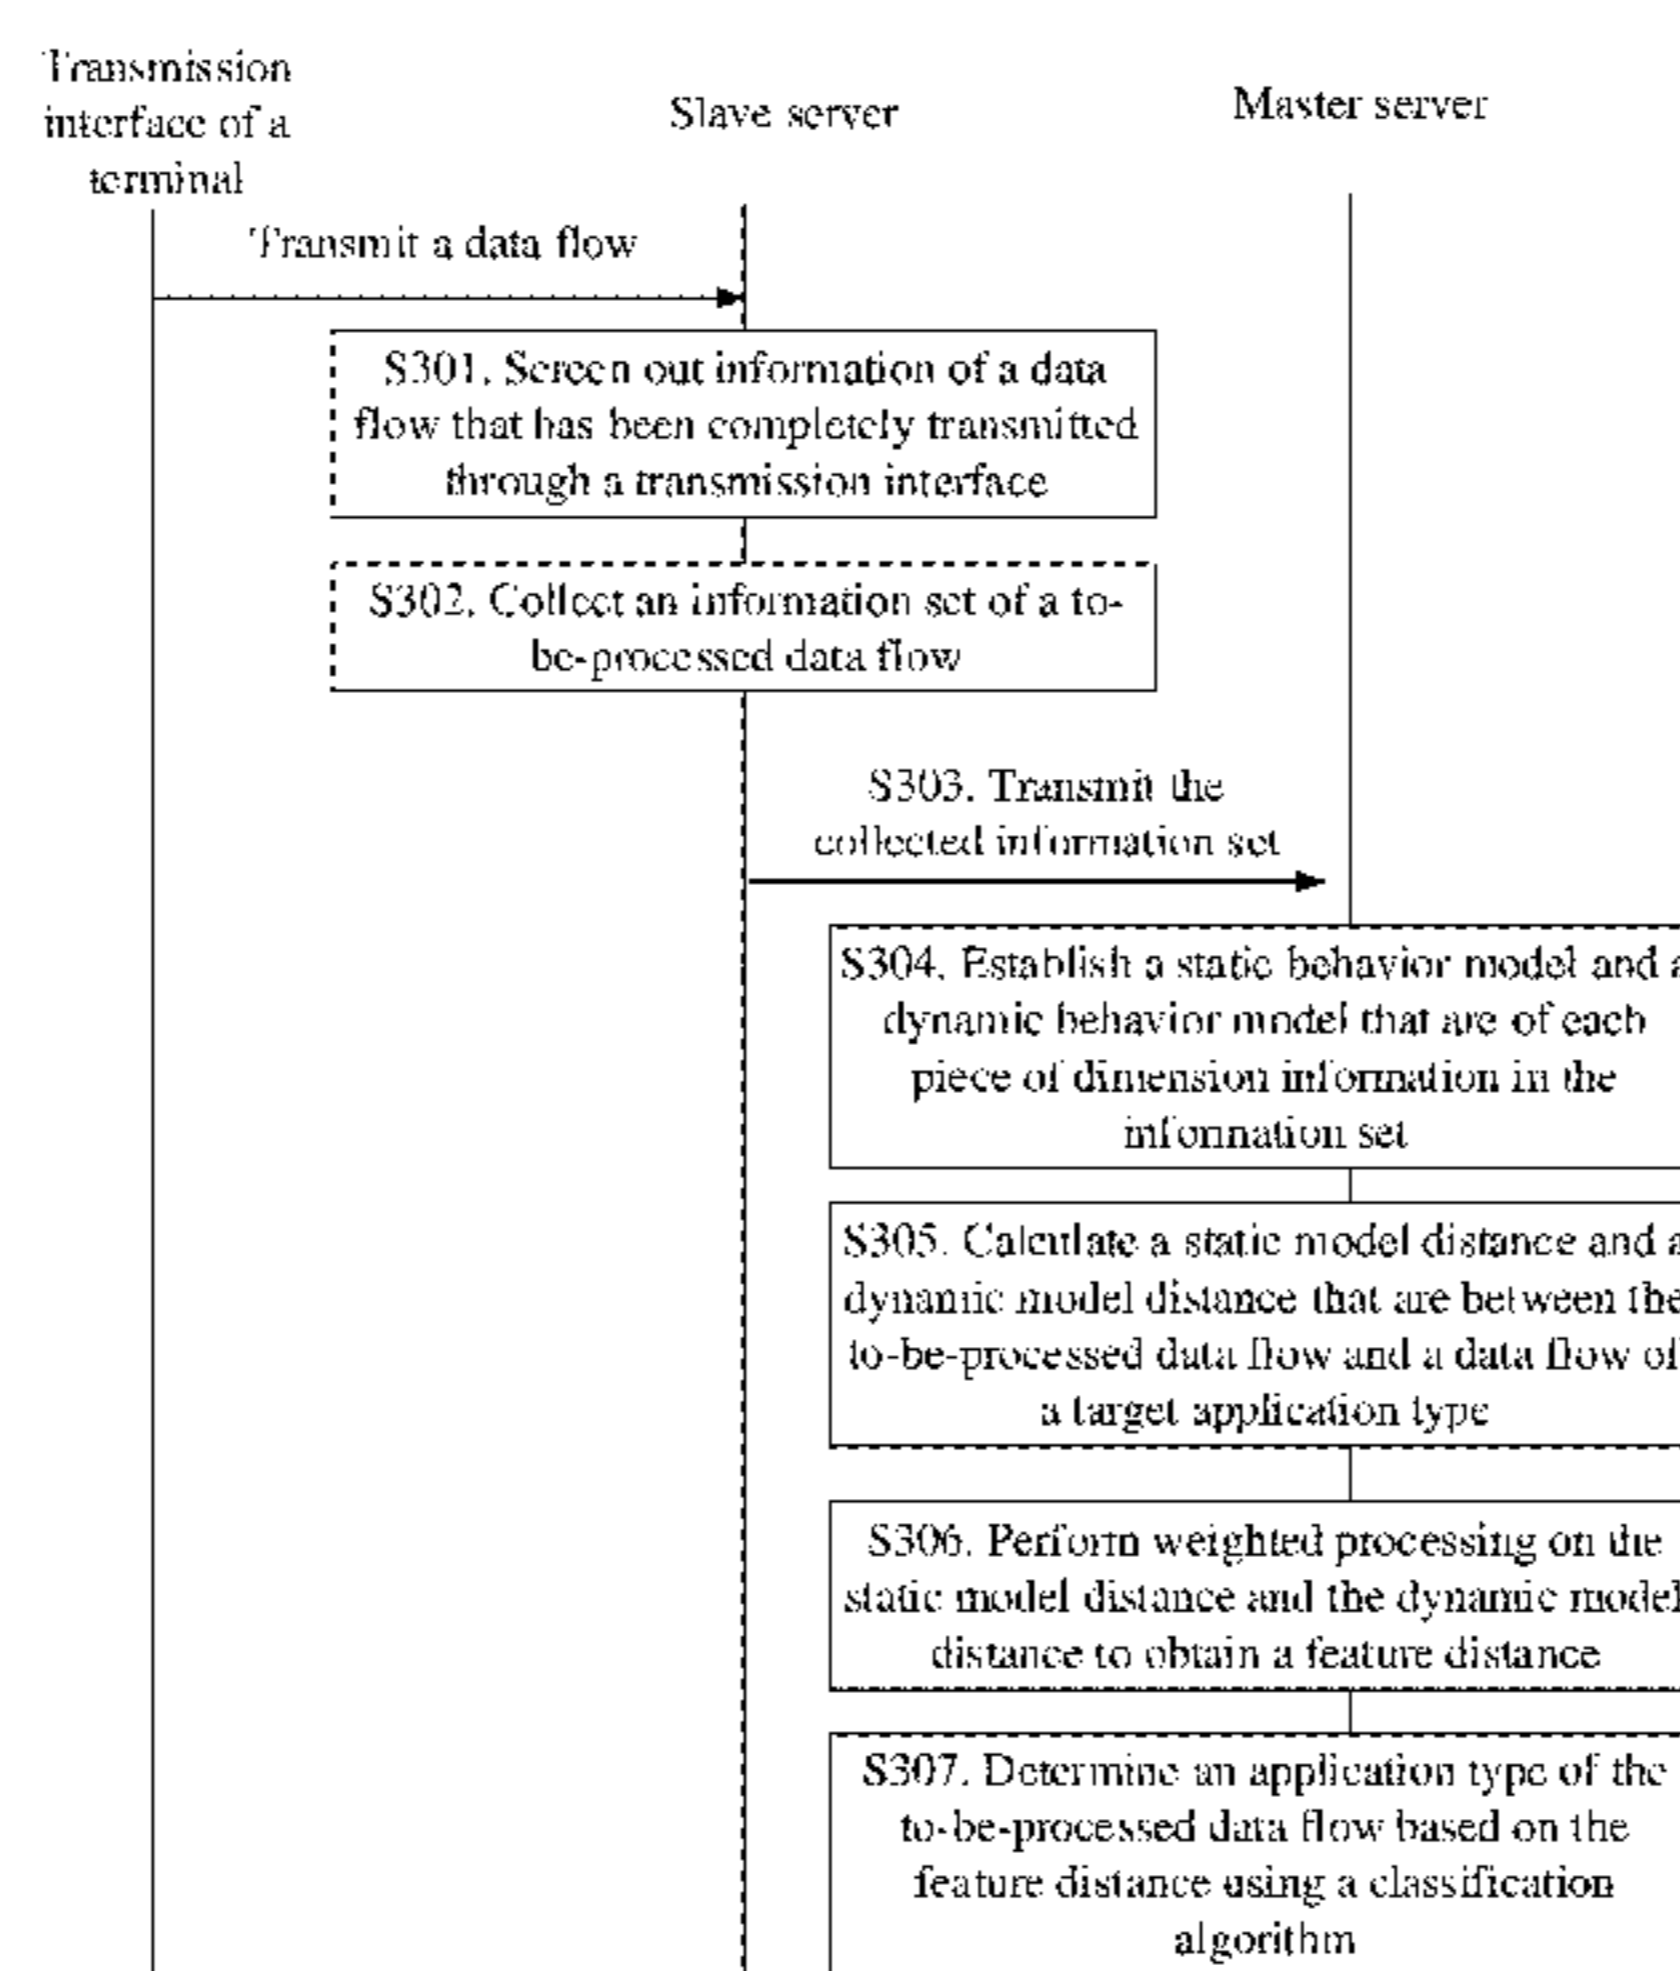 Transmission
interface of a
terminal
Slave server
Master server
Transmit a data flow
S301. Screen out information of a data
flow that has been completely transmitted
through a transmission interface
S302. Collect an information set of a to-
be-processed data flow
S303. Transmit the
collected information set
S304. Establish a static behavior model and a
dynamic behavior model that are of each
piece of dimension information in the
information set
S305. Calculate a static model distance and a
dynamic model distance that are between the
to-be-processed data flow and a data flow of
a target application type
S306. Perform weighted processing on the
static model distance and the dynamic model
distance to obtain a feature distance
S307. Determine an application type of the
to-be-processed data flow based on the
feature distance using a classification
algorithm